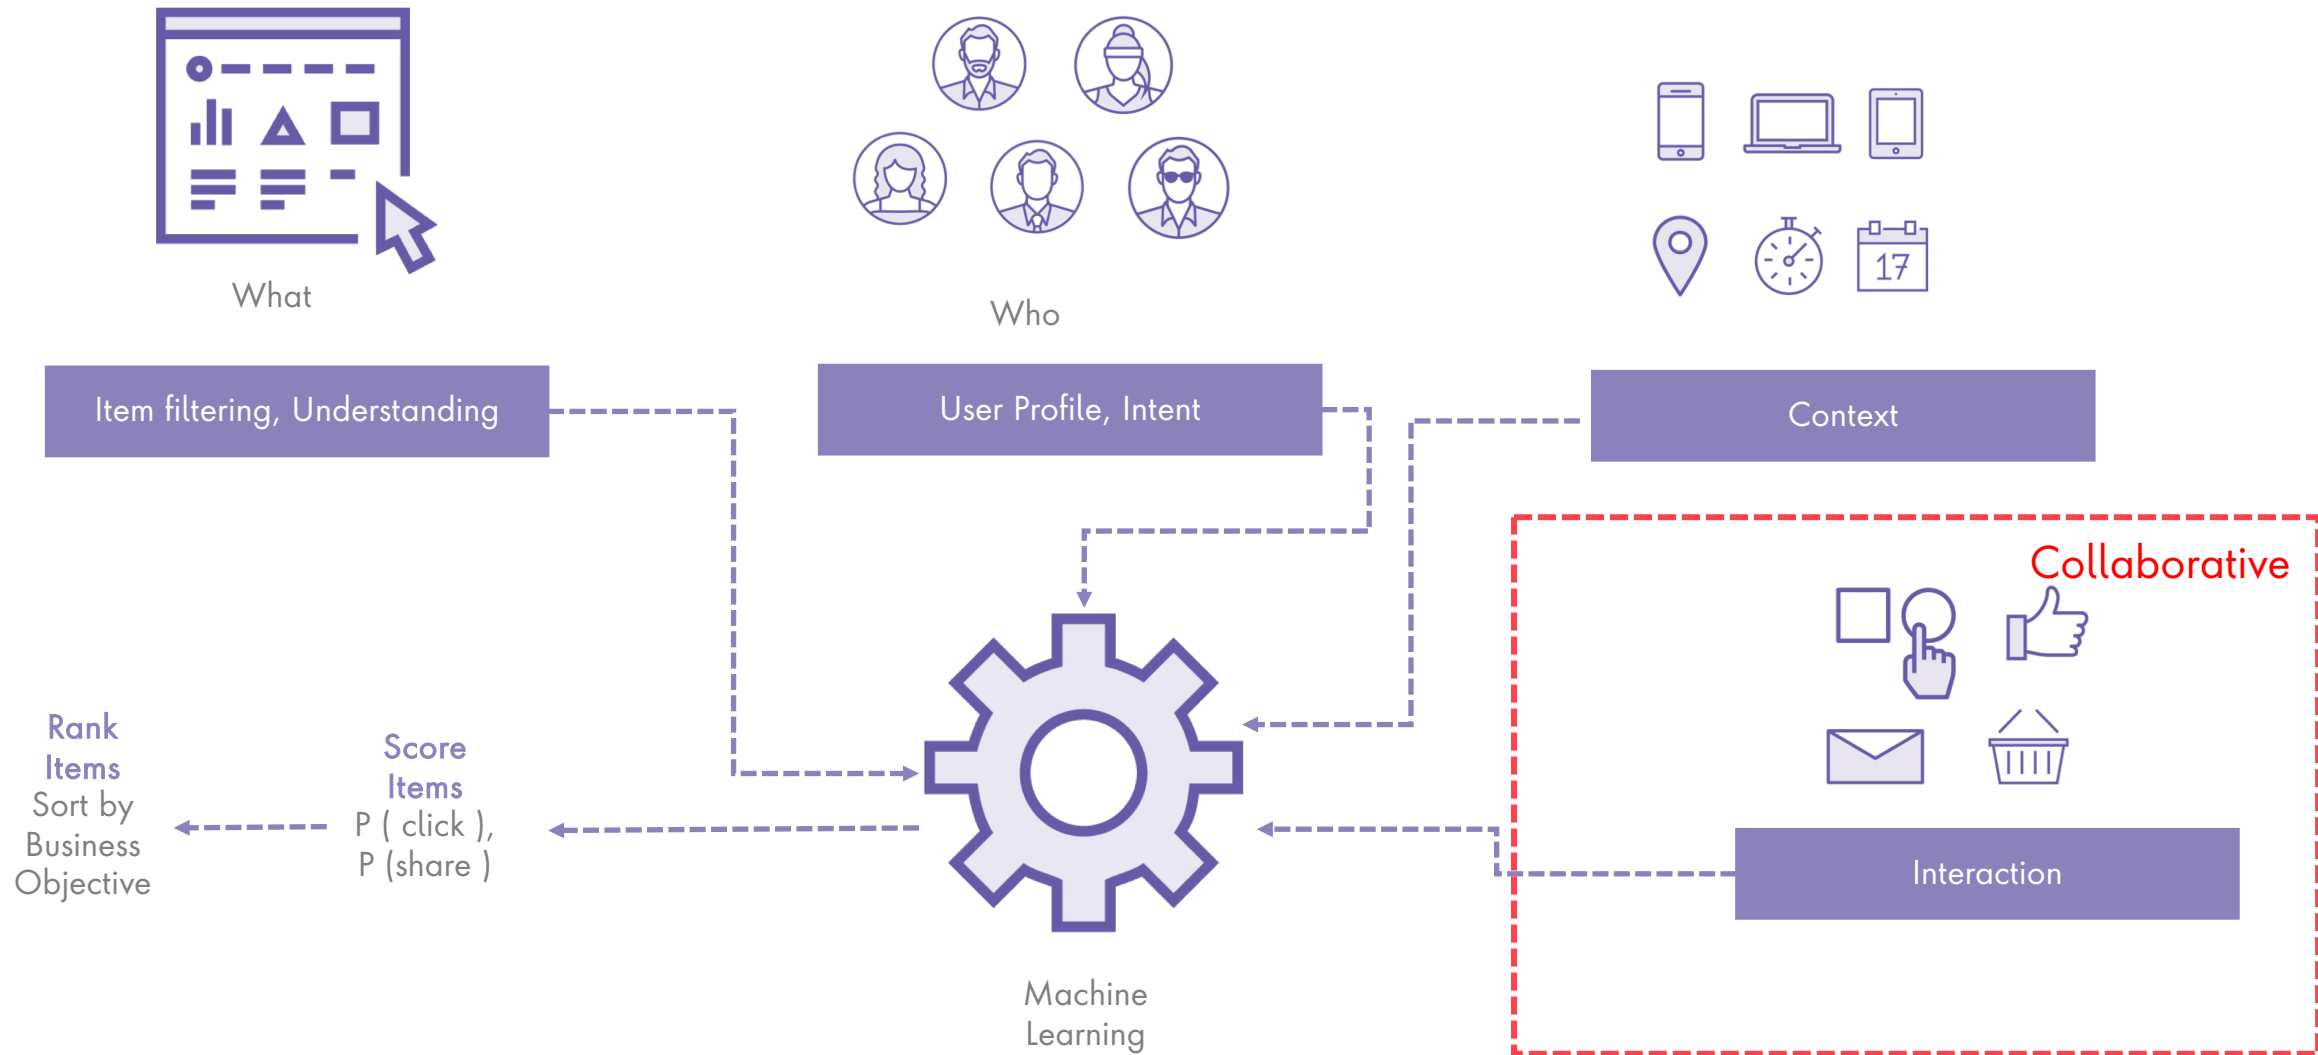 What
Who
17
Item filtering, Understanding
User Profile, Intent
Context
Collaborative
Rank
Items
Sort by
Business
Objective
Score
Items
P ( click ),
P (share )
Interaction
Machine
Learning